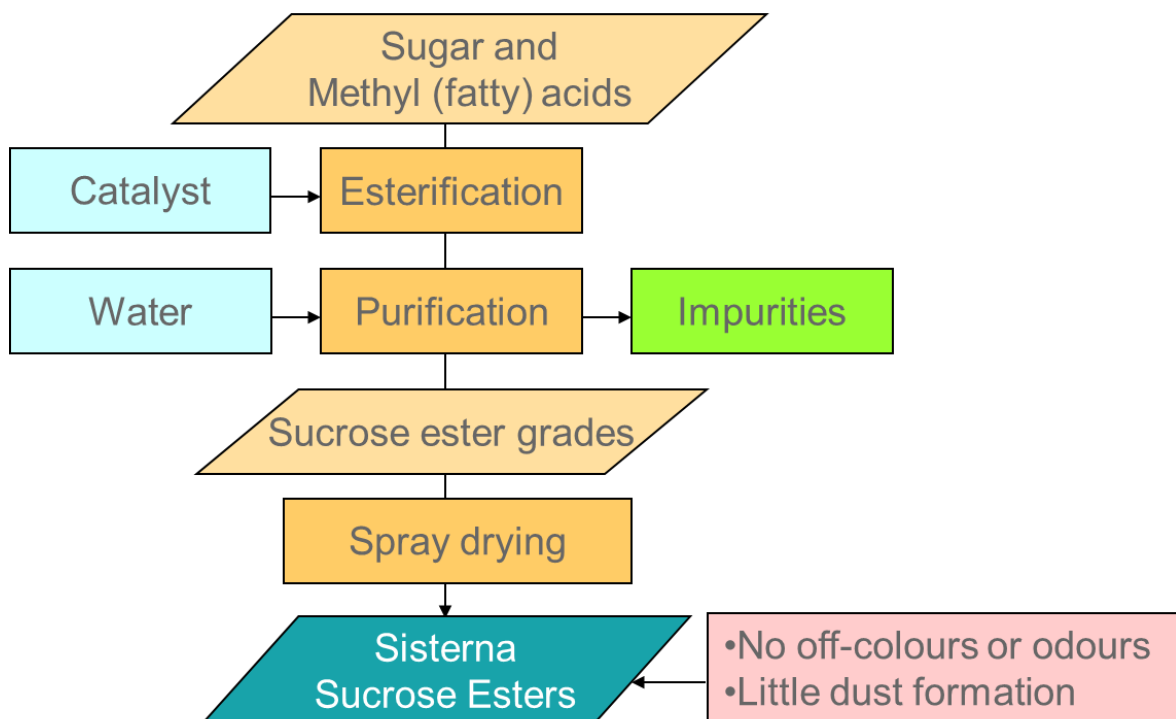 Sugar and
Methyl (fatty) acids
Catalyst
Esterification
Water
Purification
Impurities
Sucrose ester grades
Spray drying
Sisterna
Sucrose Esters
•No off-colours or odours
•Little dust formation